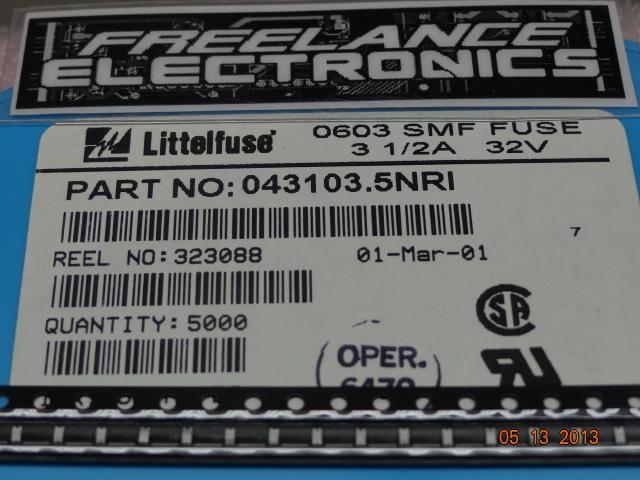 FREELANCE
ELECTRONICS
Littelfuse
0603 SMF FUSE
3 1/2A 32V
PART NO: 043103.5NRI
7
REEL NO: 323088 01-Mar-01
QUANTITY: 5000
OPER.
05 13 2013